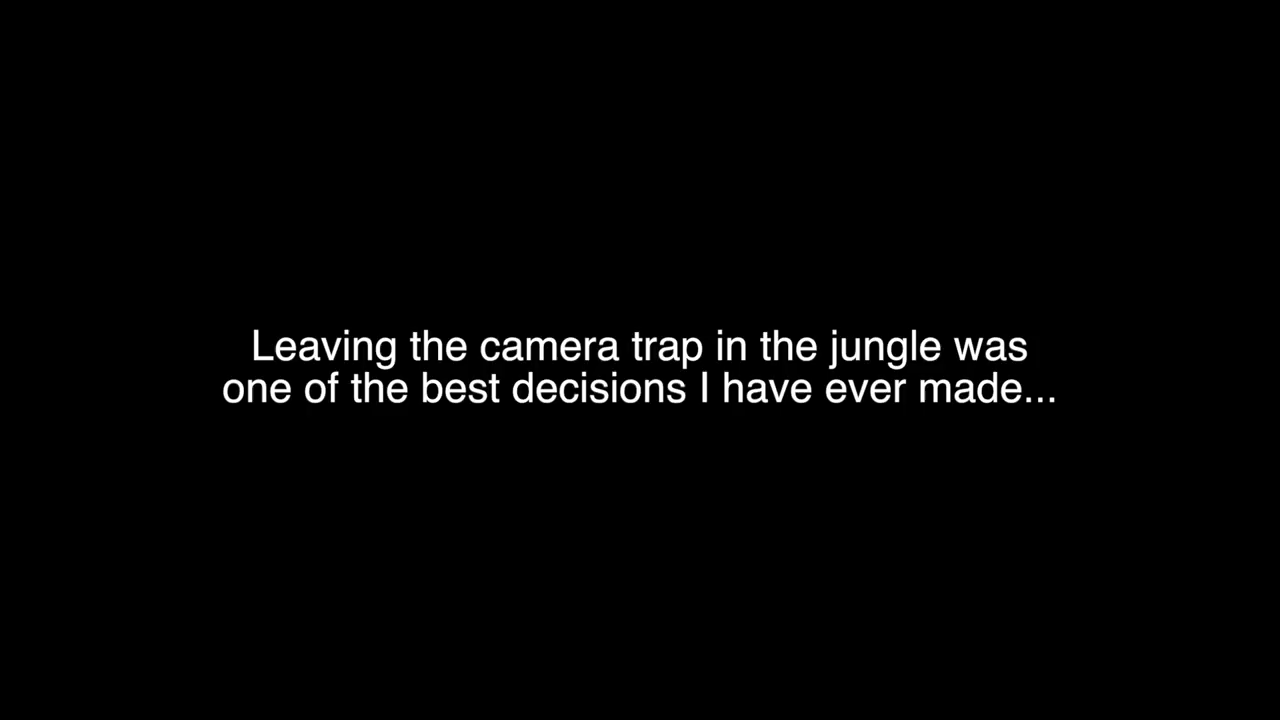 Leaving the camera trap in the jungle was
one of the best decisions I have ever made...